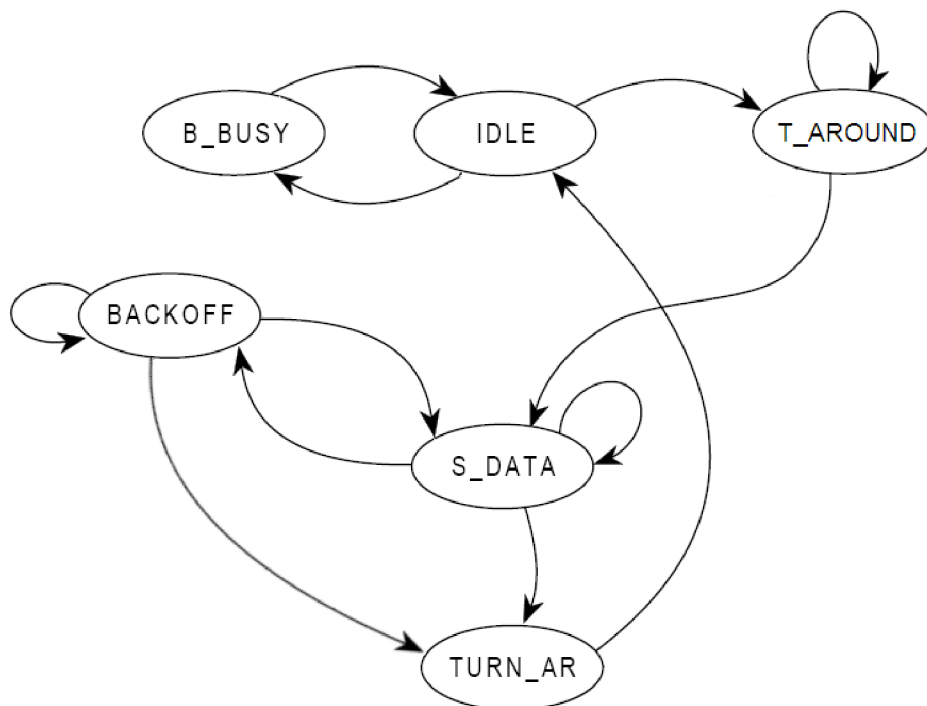 B_BUSY
IDLE
T_AROUND
BACKOFF
S_DATA
TURN_AR